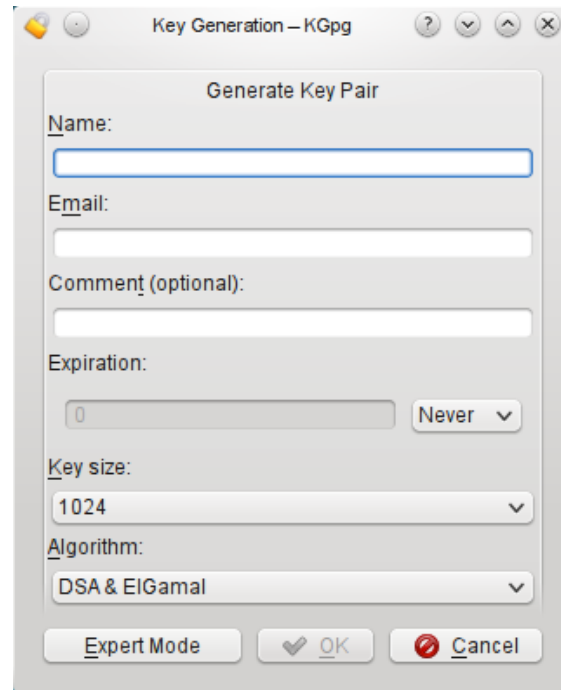 Key Generation – KGpg
Generate Key Pair
Name:
Email:
Comment (optional):
Expiration:
0
Never
Key size:
1024
Algorithm:
DSA & ElGamal
Expert Mode
OK
Cancel